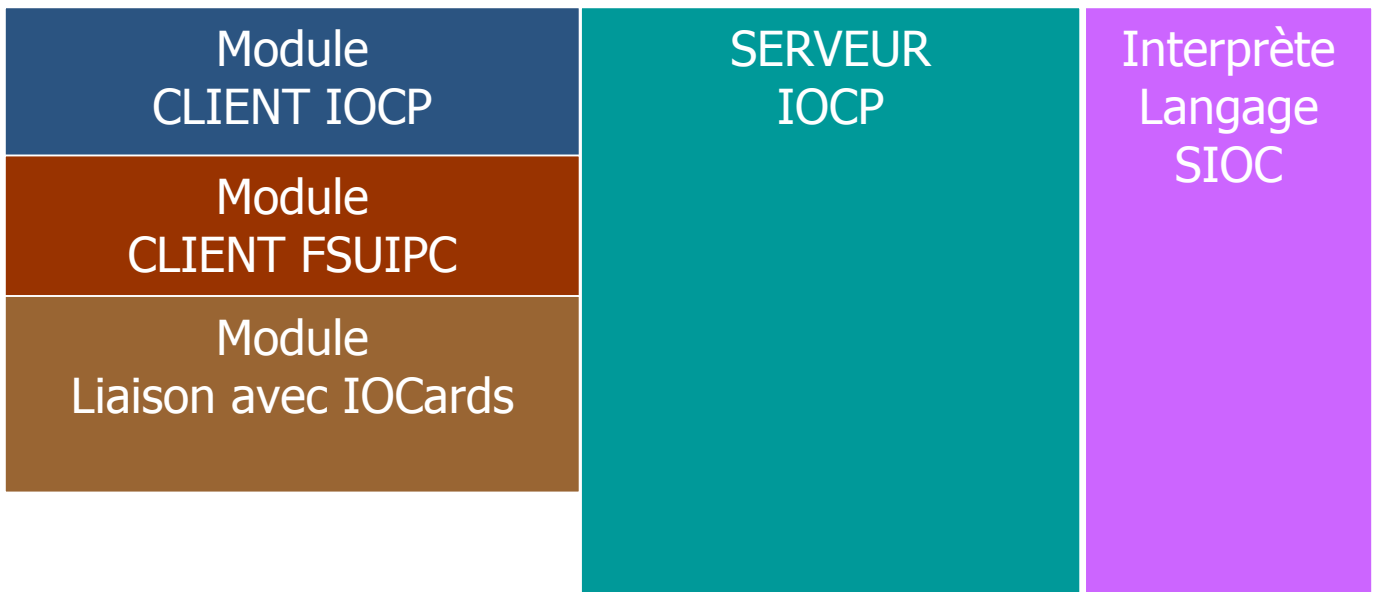 Module
CLIENT IOCP
Module
CLIENT FSUIPC
Module
Liaison avec IOCards
SERVEUR
IOCP
Interprète
Langage
SIOC